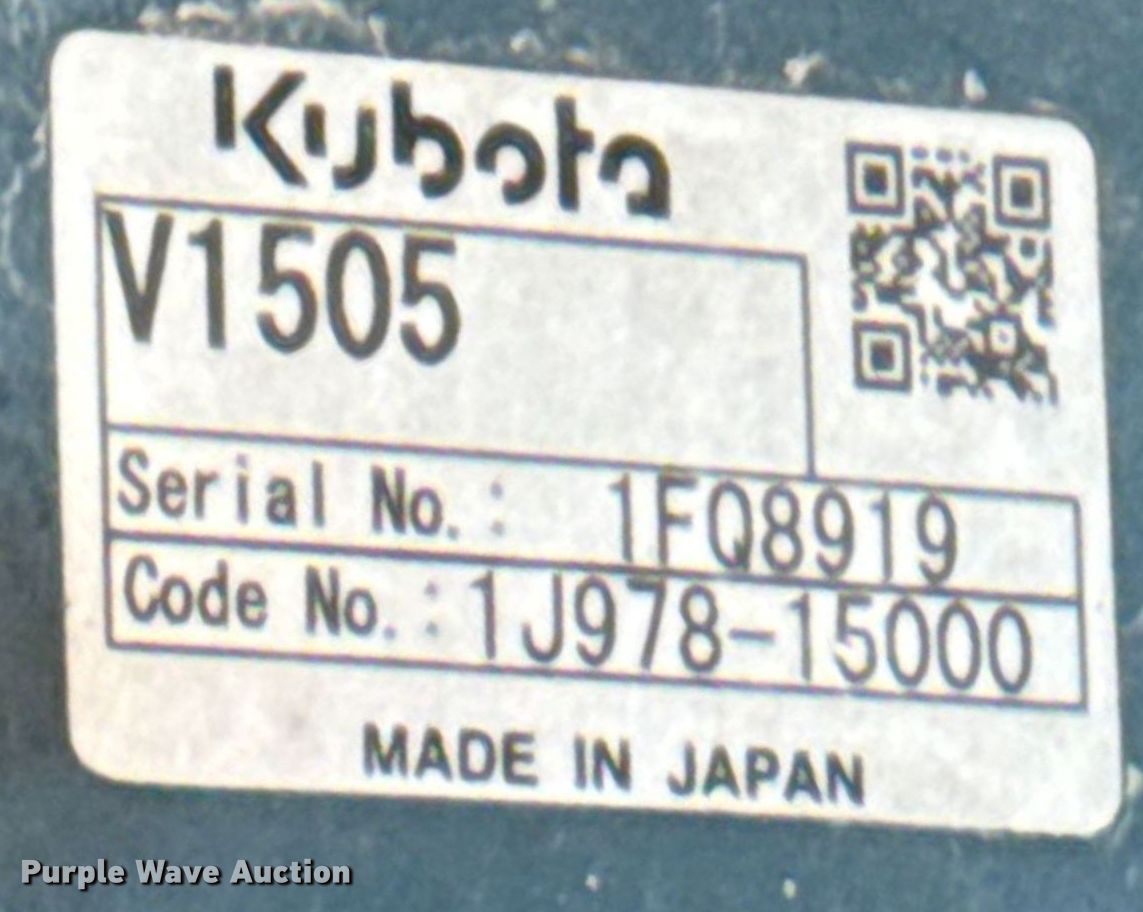 Kubota
V1505
Serial No.: 1FQ8919
Code No.: 1J978-15000
MADE IN JAPAN
Purple Wave Auction